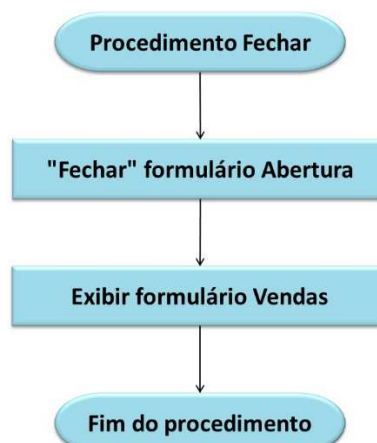 Procedimento Fechar
"Fechar" formulário Abertura
Exibir formulário Vendas
Fim do procedimento